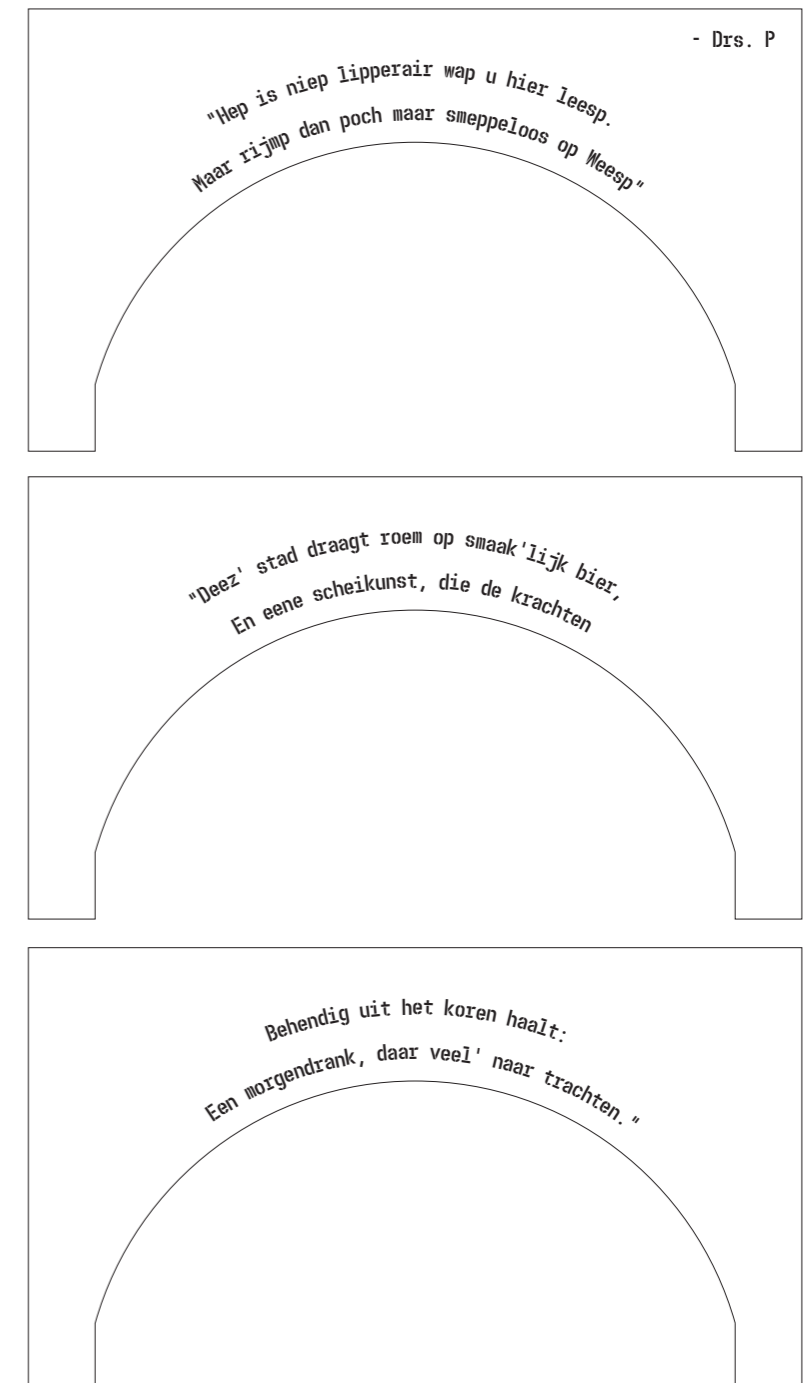 - Drs. P
"Hep is niep lipperair wap u hier leesp.
Maar rijmp dan poch maar smeppeloos op Weesp"
"Deez' stad draagt roem op smaak'lijk bier,
En eene scheikunst, die de krachten
Behendig uit het koren haalt:
Een morgendrank, daar veel' naar trachten."